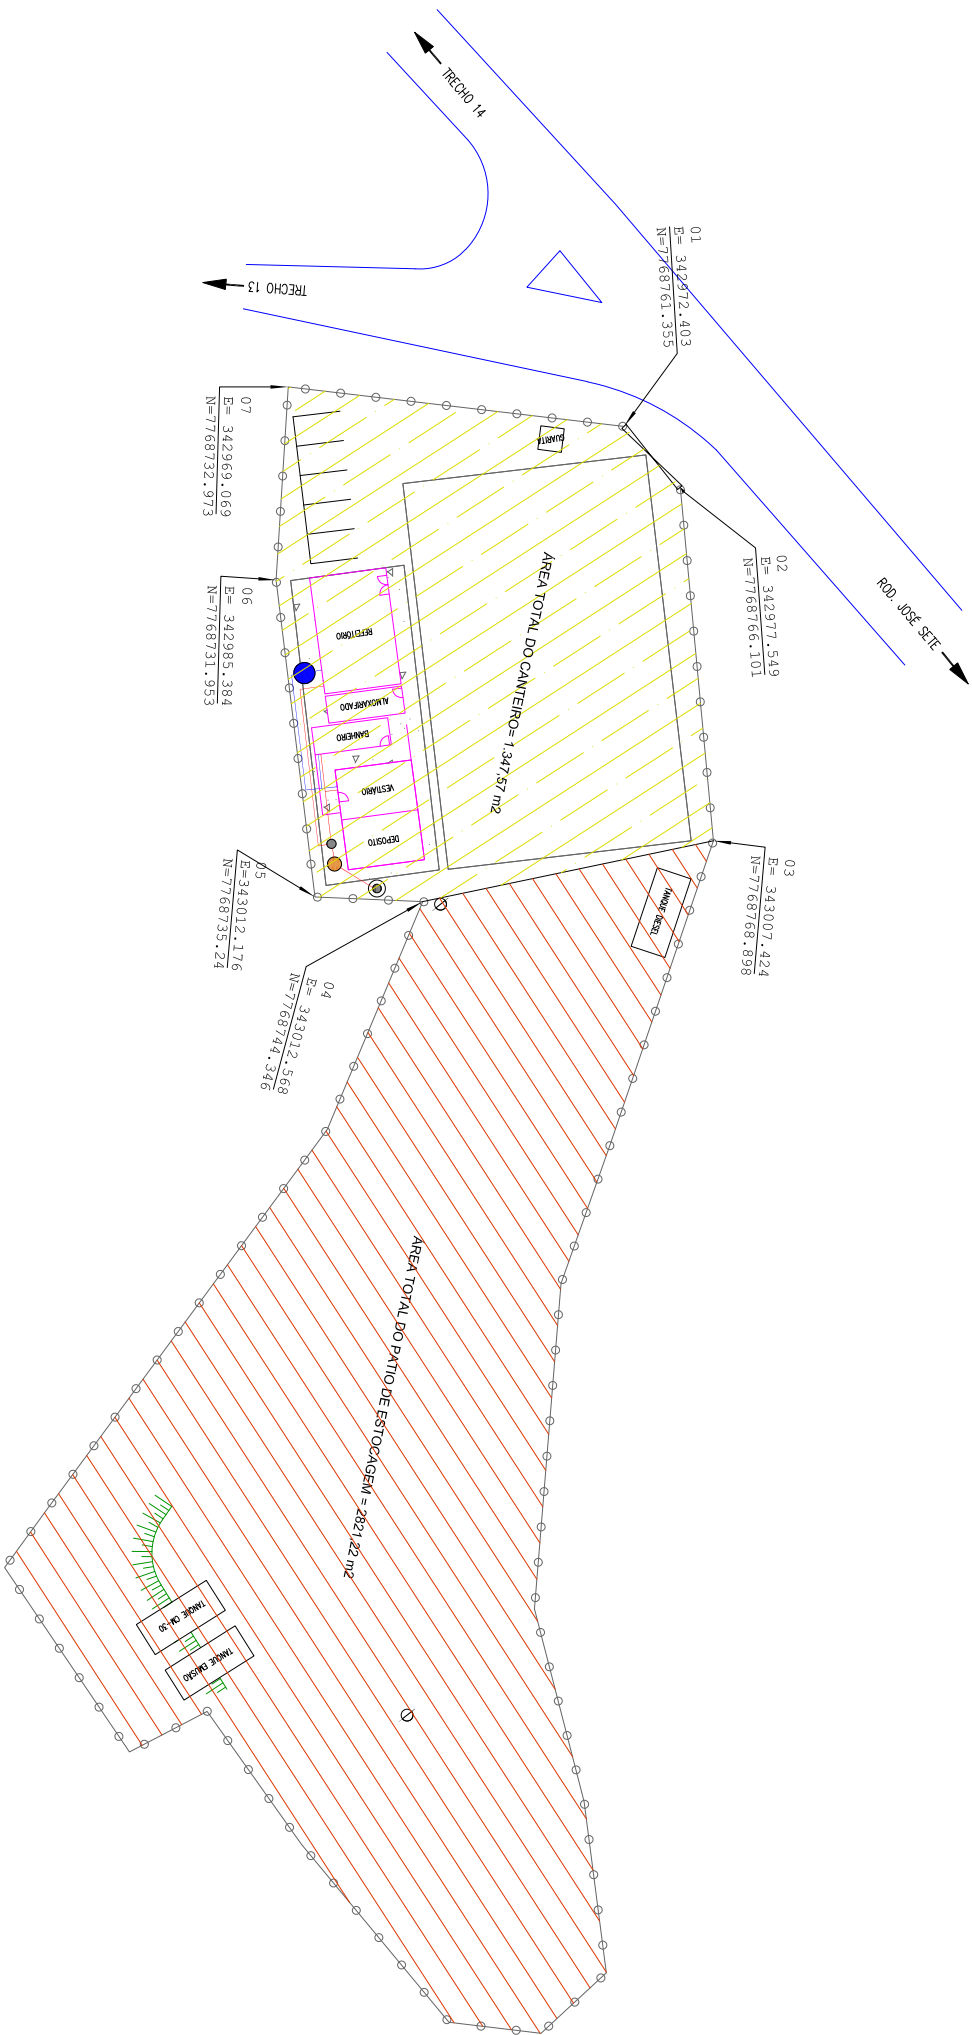 TRECHO 14
TRECHO 13
ROD. JOSÉ SETE
01
E= 342972.403
N=7768761.355
02
E= 342977.549
N=7768766.101
03
E= 343007.424
N=7768768.898
04
E= 343012.568
N=7768744.346
05
E=343012.176
N=7768735.24
06
E= 342985.384
N=7768731.953
07
E= 342969.069
N=7768732.973
GUARITA
ÁREA TOTAL DO CANTEIRO= 1.347,57 m2
REFEITÓRIO
ALMOXARIFADO
BANHEIRO
VESTIÁRIO
DEPOSITO
TANQUE DIESEL
ÁREA TOTAL DO PATIO DE ESTOCAGEM = 2821,22 m2
TANQUE CM-30
TANQUE EMUSÃO